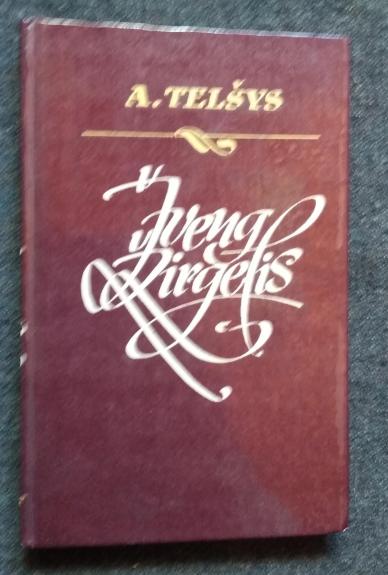 A. TELŠYS
Žveng
žirgelis